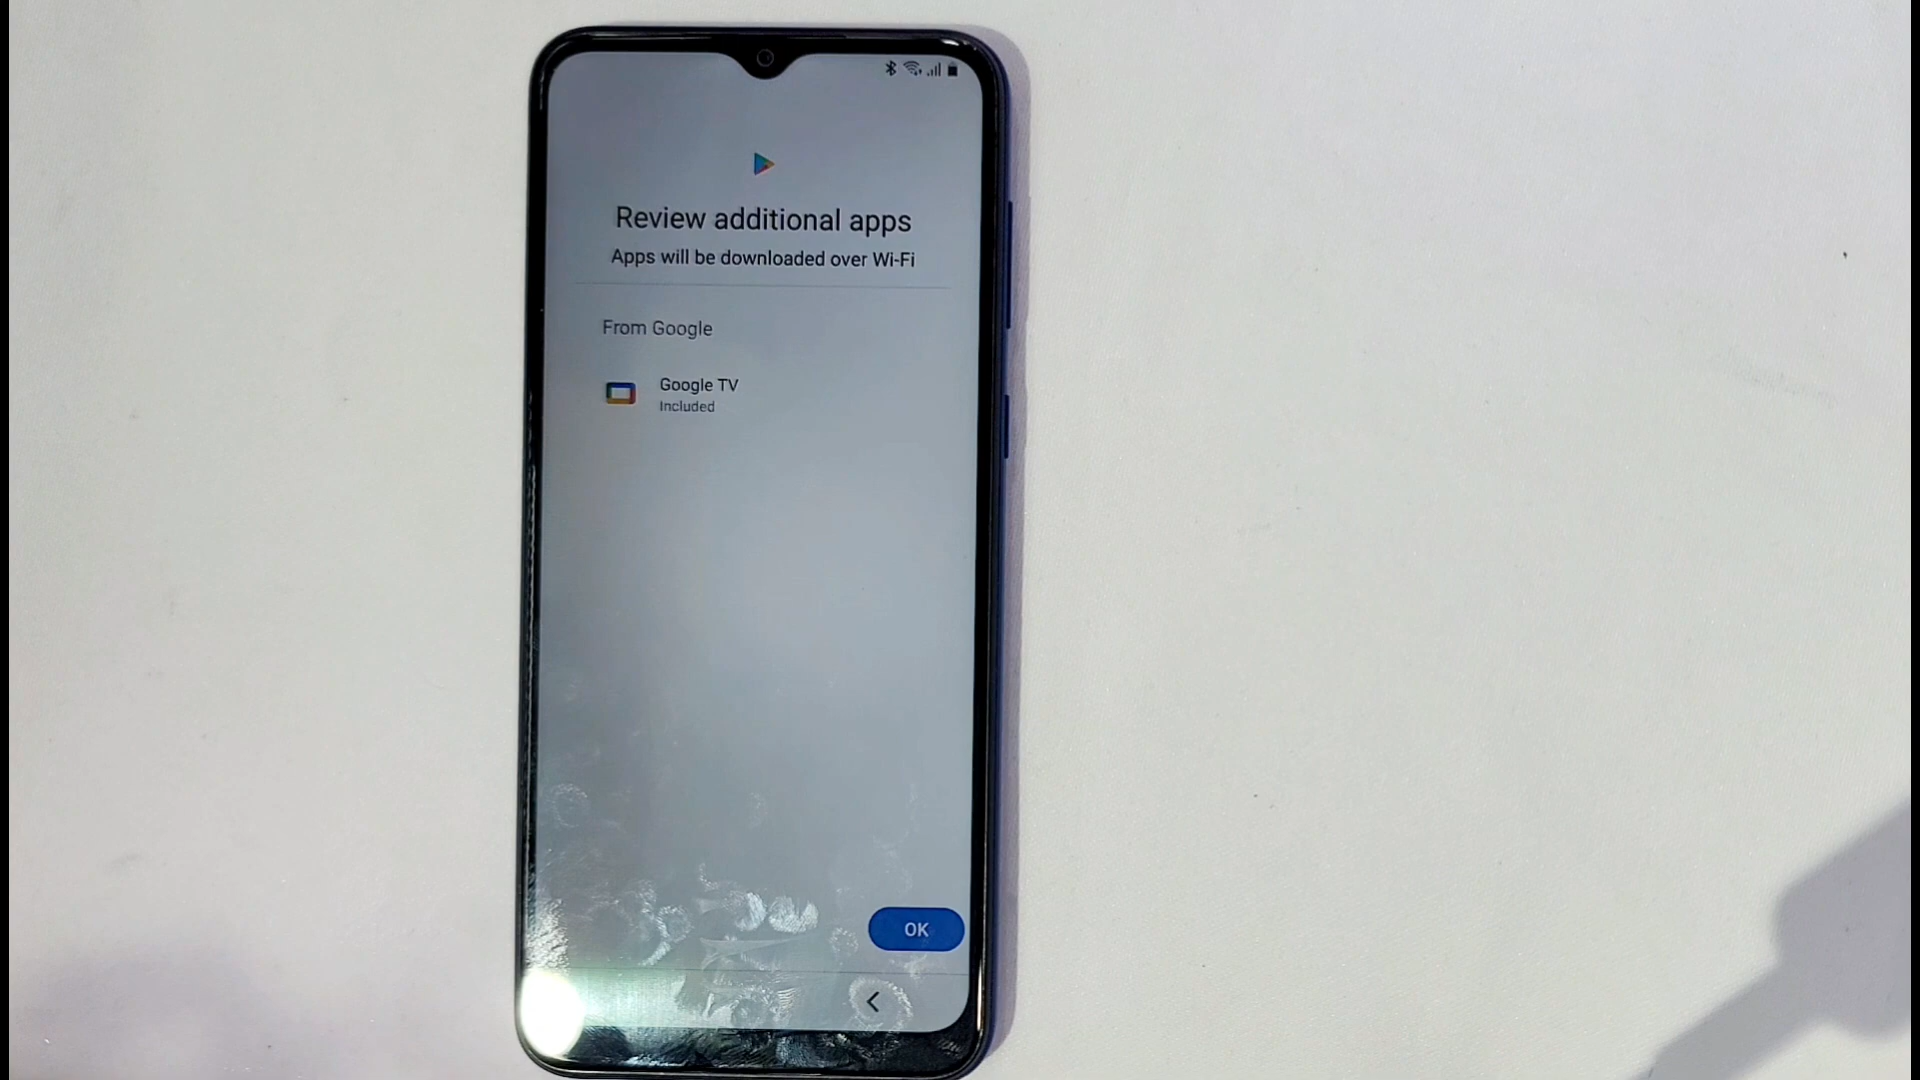 Review additional apps
Apps will be downloaded over Wi-Fi
From Google
Google TV
Included
OK